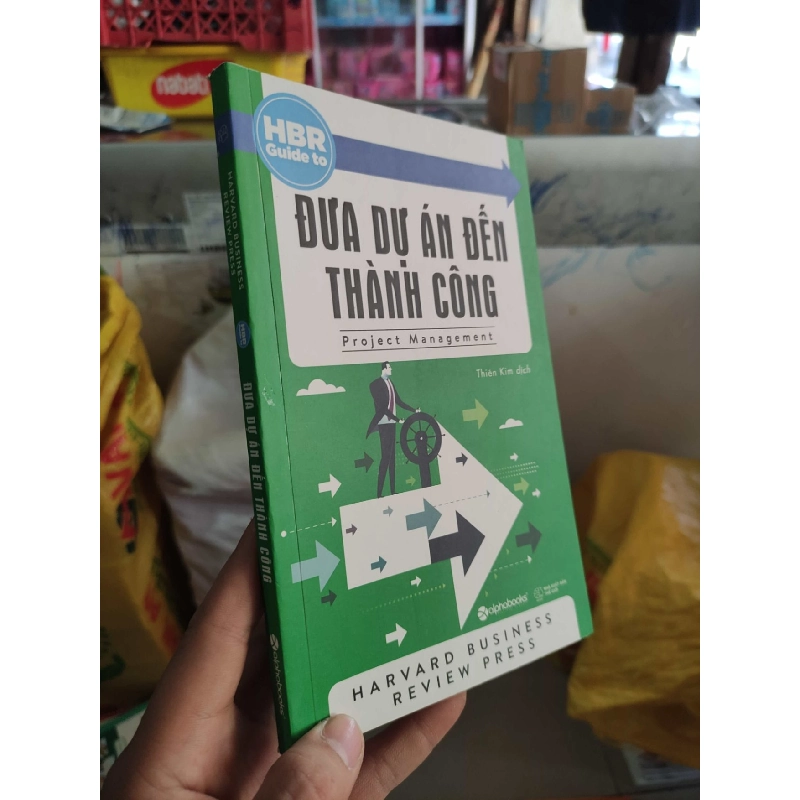 nabati
HBR
Guide to
ĐƯA DỰ ÁN ĐẾN
THÀNH CÔNG
Project Management
Thiên Kim dịch
alphabooks
HARVARD BUSINESS
REVIEW PRESS
HARVARD BUSINESS
REVIEW PRESS
ĐƯA DỰ ÁN ĐẾN THÀNH CÔNG
alphabooks